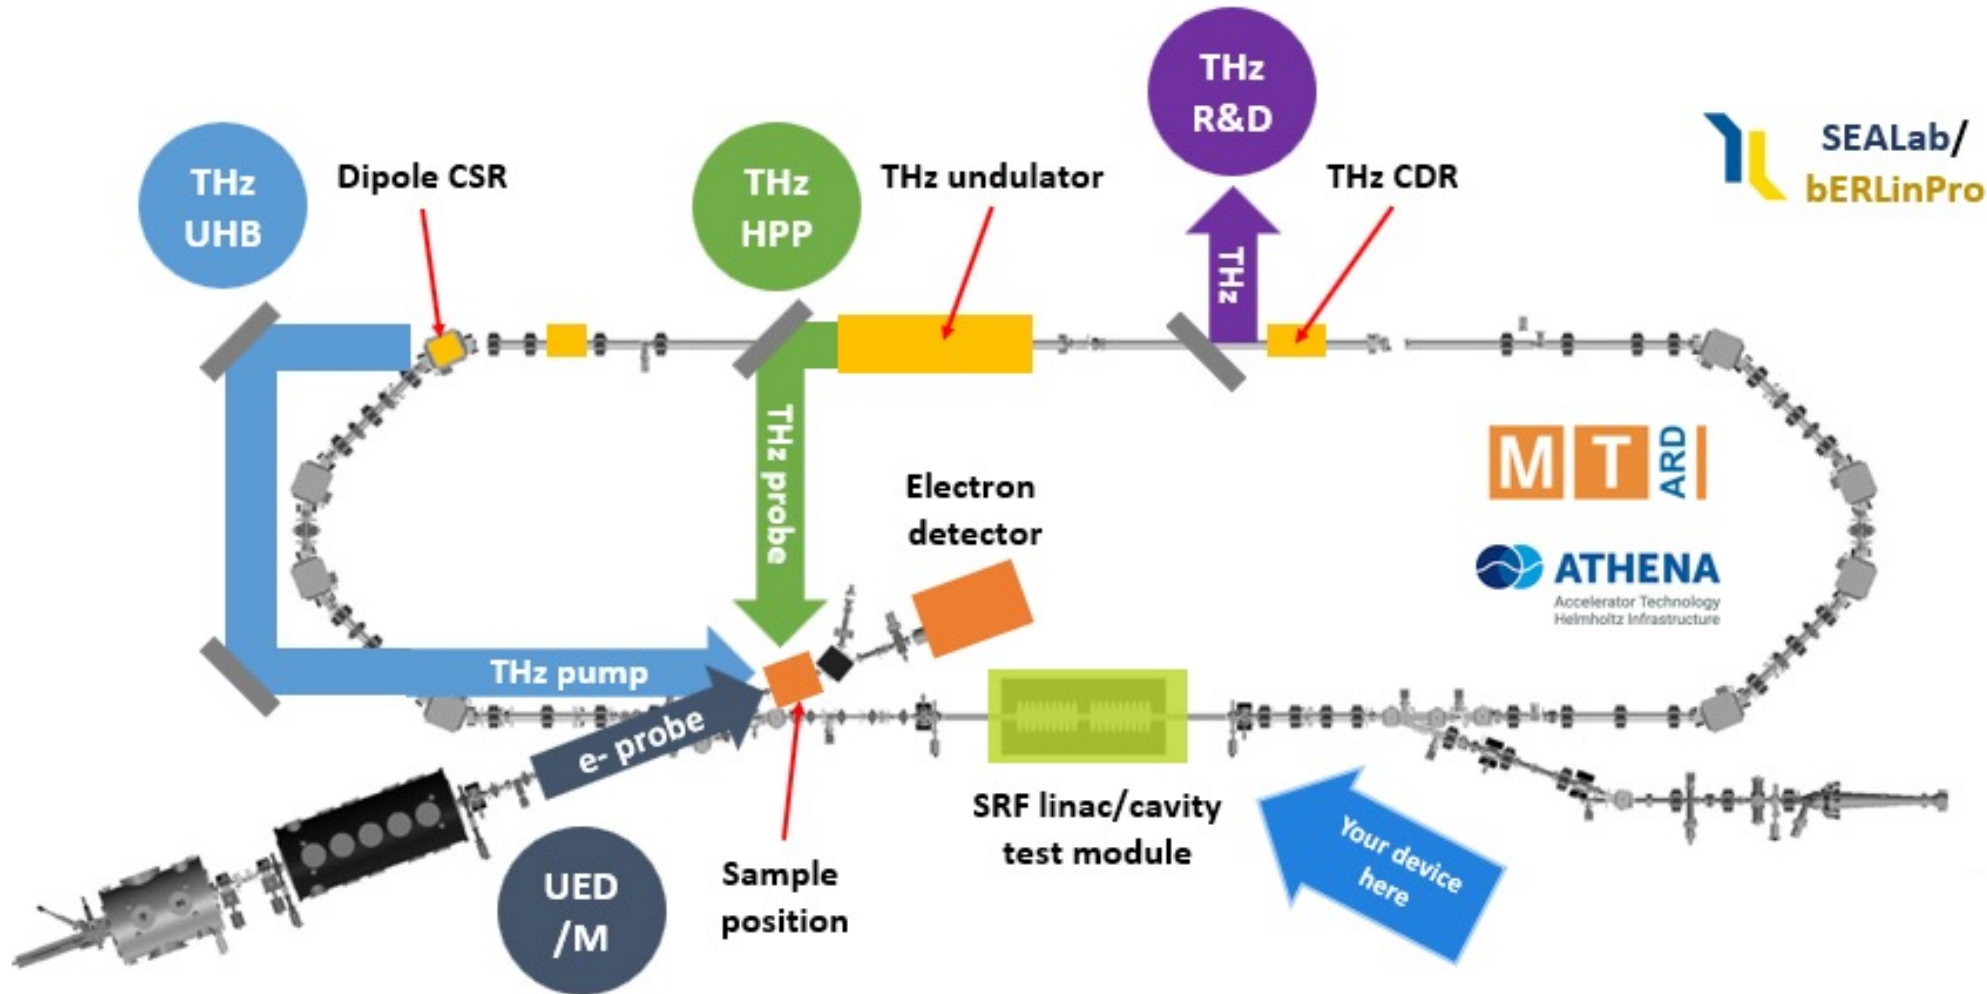 THz
R&D
THz
UHB
Dipole CSR
THz
HPP
THz undulator
THz CDR
SEALab/
bERLinPro
THz
THz probe
MT ARD
Electron
detector
ATHENA
Accelerator Technology
Helmholtz Infrastructure
THz pump
e- probe
SRF linac/cavity
test module
Your device
here
Sample
position
UED
/M